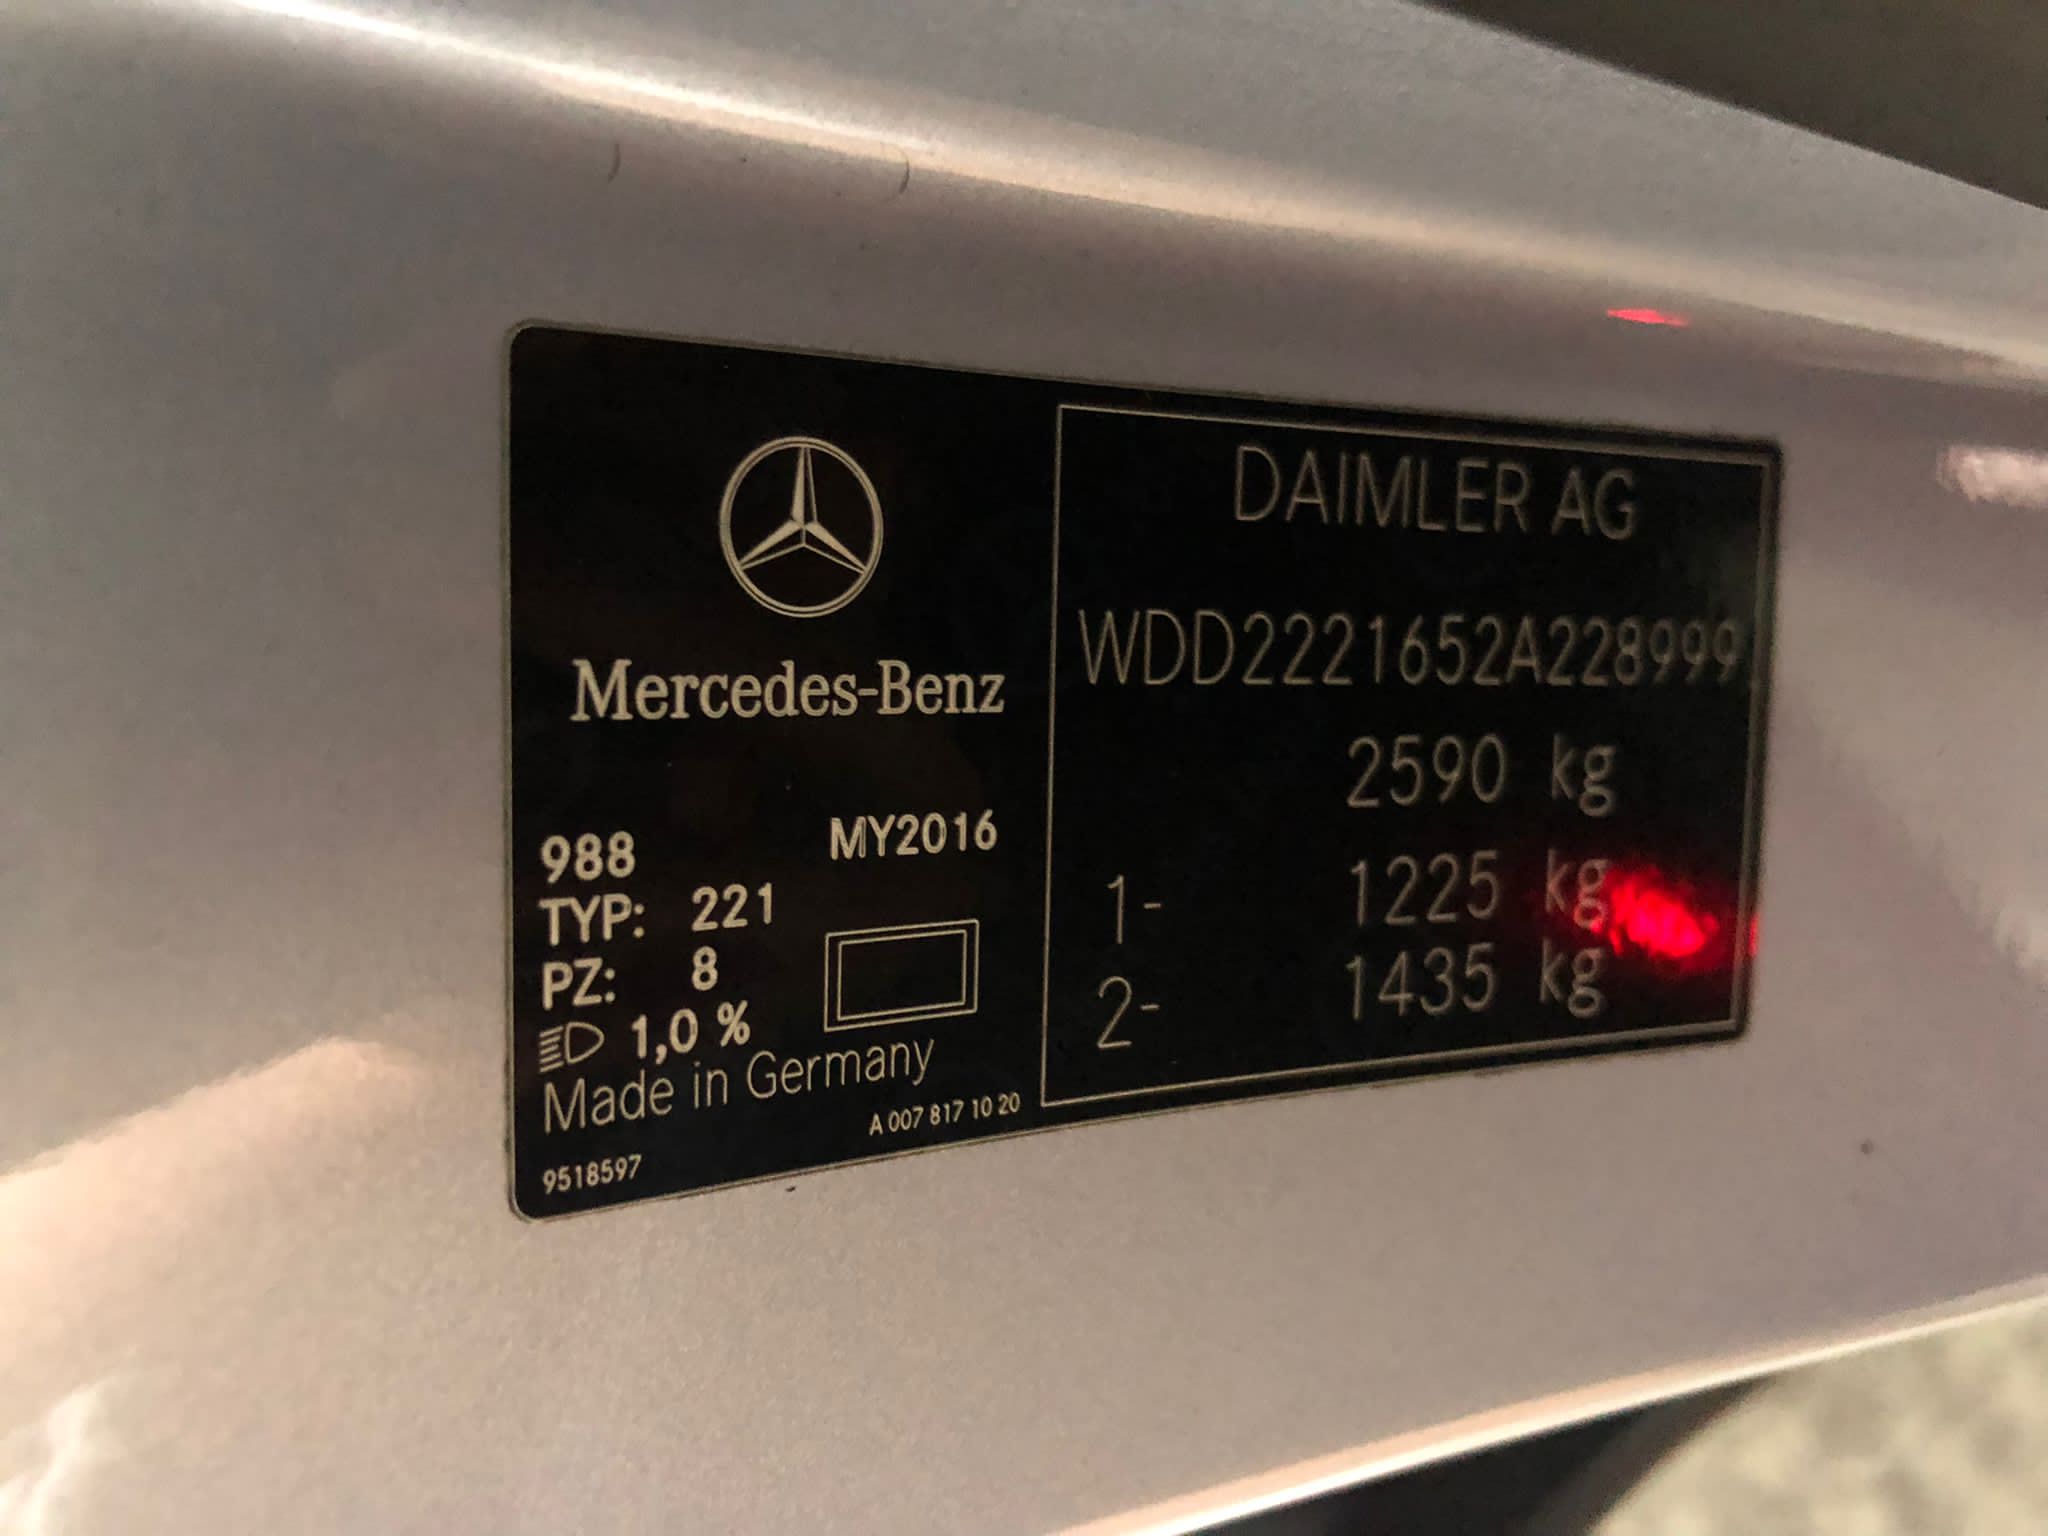 Mercedes-Benz
988 MY2016
TYP: 221
PZ: 8
1,0 %
Made in Germany
A 007 817 10 20
9518597
DAIMLER AG
WDD2221652A228999
2590 kg
1- 1225 kg
2- 1435 kg